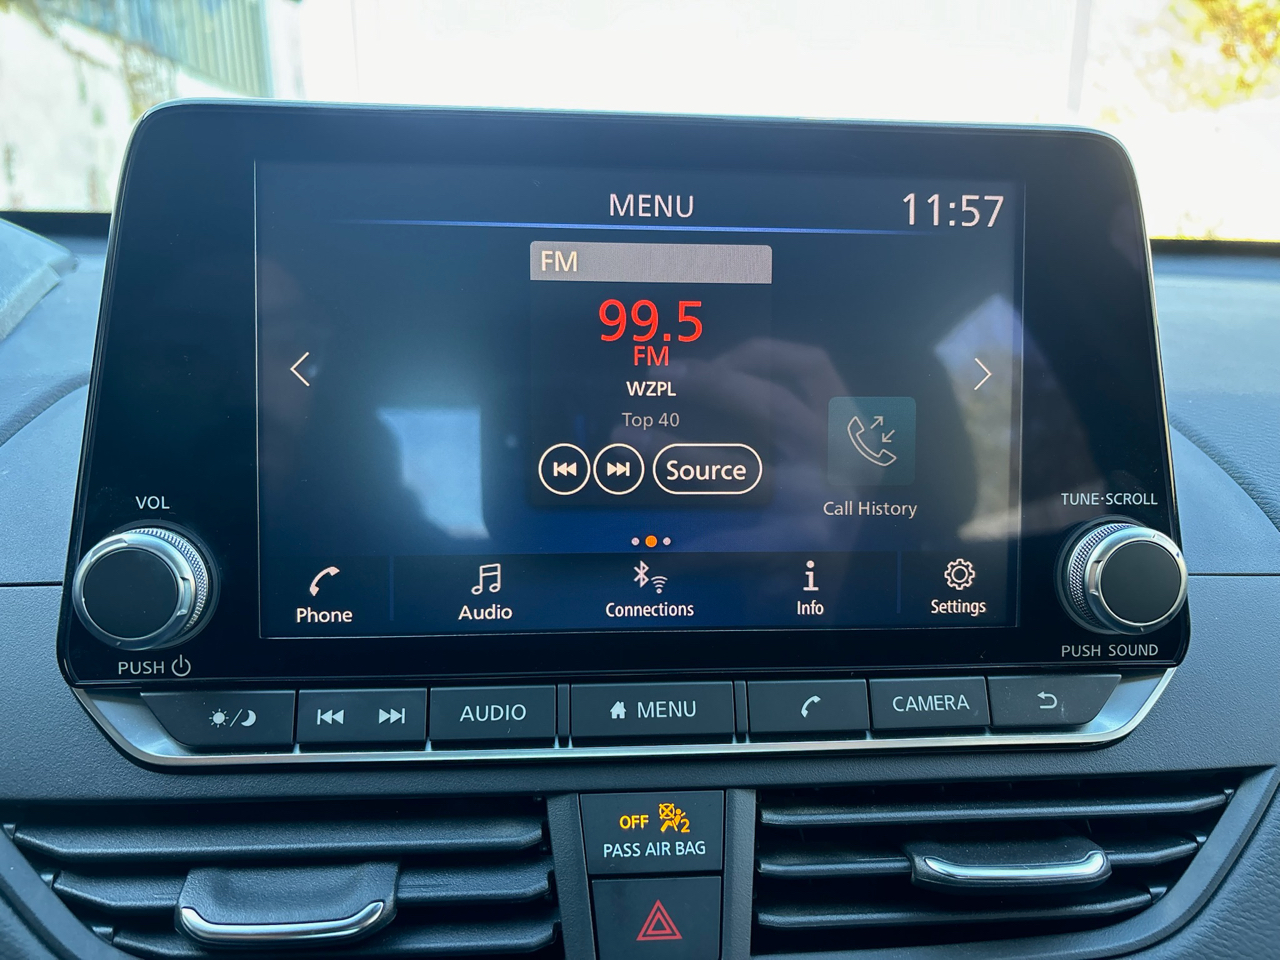 MENU
11:57
FM
99.5
FM
WZPL
Top 40
Source
Call History
VOL
TUNE·SCROLL
Phone
Audio
Connections
Info
Settings
PUSH
PUSH SOUND
AUDIO
MENU
CAMERA
OFF
2
PASS AIR BAG